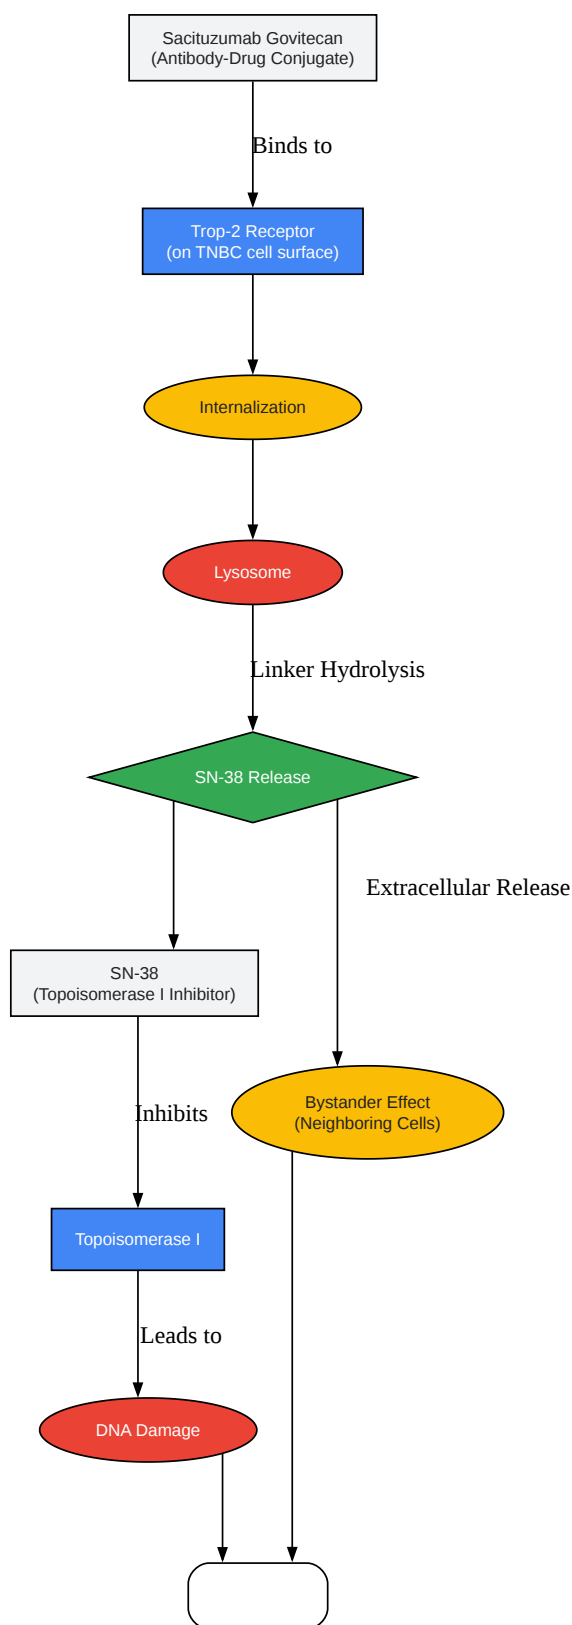 Sacituzumab Govitecan
(Antibody-Drug Conjugate)
Binds to
Trop-2 Receptor
(on TNBC cell surface)
Internalization
Lysosome
Linker Hydrolysis
SN-38 Release
Extracellular Release
SN-38
(Topoisomerase I Inhibitor)
Bystander Effect
(Neighboring Cells)
Inhibits
Topoisomerase I
Leads to
DNA Damage